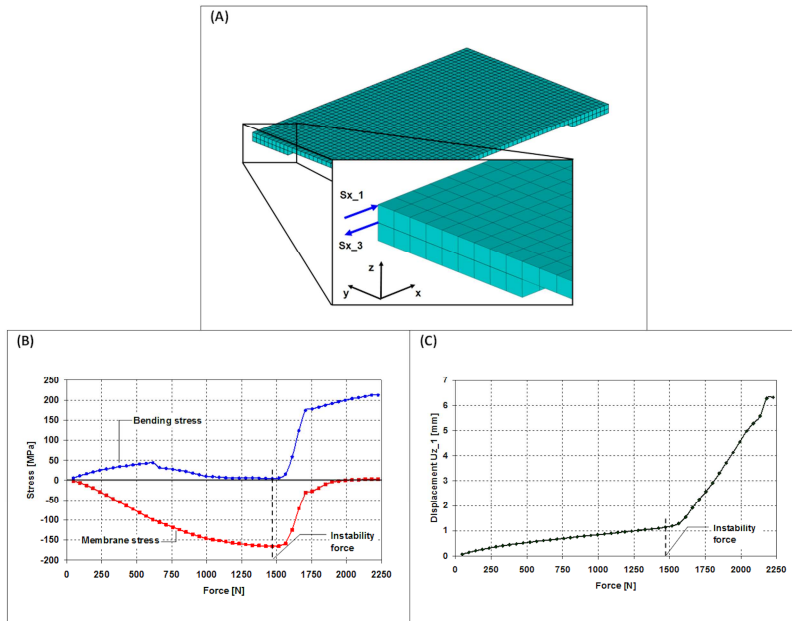 (A)
Sx_1
Sx_3
z
y
x
(B)
250
200
150
100
50
0
-50
-100
-150
-200
Stress [MPa]
Bending stress
Membrane stress
Instability
force
0
250
500
750
1000
1250
1500
1750
2000
2250
Force [N]
(C)
7
6
5
4
3
2
1
0
Displacement Uz_1 [mm]
Instability
force
0
250
500
750
1000
1250
1500
1750
2000
2250
Force [N]